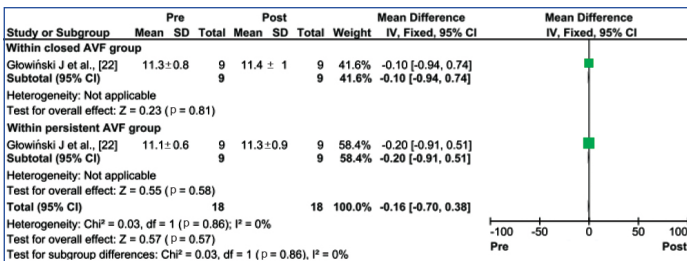 Pre Post Mean Difference Mean Difference
Study or Subgroup Mean SD Total Mean SD Total Weight IV, Fixed, 95% CI IV, Fixed, 95% CI
Within closed AVF group
Głowiński J et al., [22] 11.3±0.8 9 11.4 ± 1 9 41.6% -0.10 [-0.94, 0.74]
Subtotal (95% CI) 9 9 41.6% -0.10 [-0.94, 0.74]
Heterogeneity: Not applicable
Test for overall effect: Z = 0.23 (p = 0.81)
Within persistent AVF group
Głowiński J et al., [22] 11.1±0.6 9 11.3±0.9 9 58.4% -0.20 [-0.91, 0.51]
Subtotal (95% CI) 9 9 58.4% -0.20 [-0.91, 0.51]
Heterogeneity: Not applicable
Test for overall effect: Z = 0.55 (p = 0.58)
Total (95% CI) 18 18 100.0% -0.16 [-0.70, 0.38]
Heterogeneity: Chi² = 0.03, df = 1 (p = 0.86); I² = 0%
Test for overall effect: Z = 0.57 (p = 0.57)
Test for subgroup differences: Chi² = 0.03, df = 1 (p = 0.86), I² = 0%
-100 -50 0 50 100
Pre Post